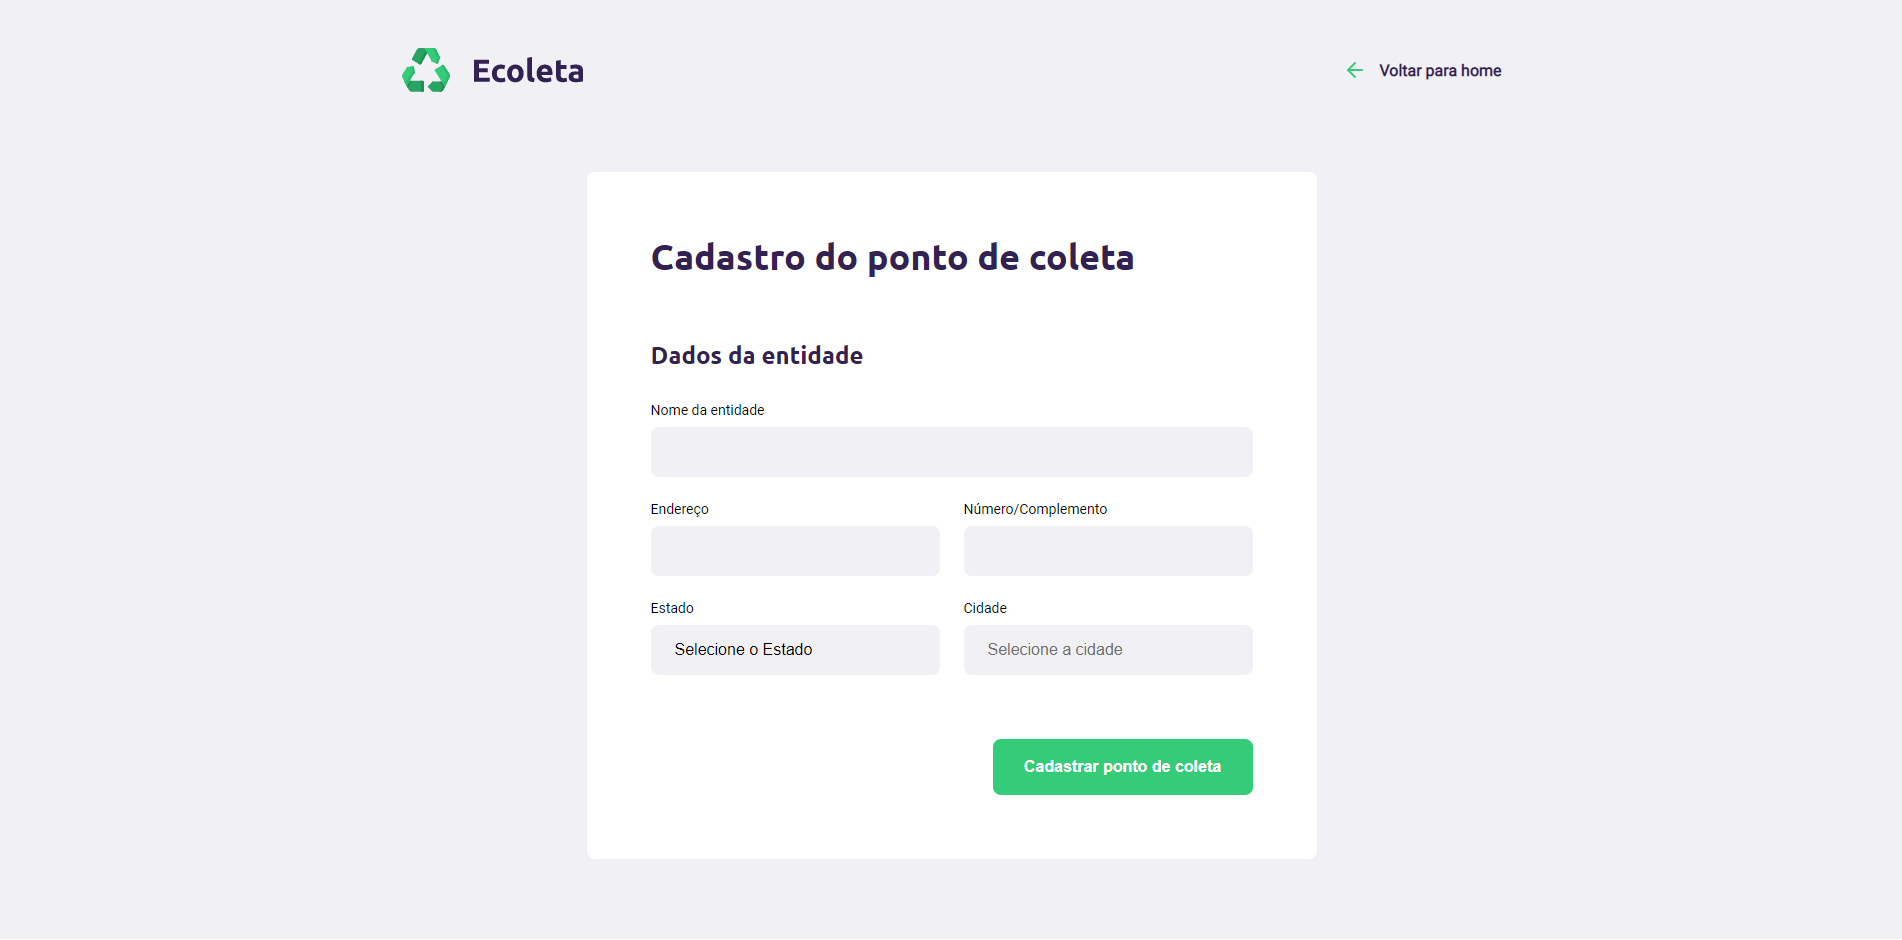 Ecoleta
Voltar para home
Cadastro do ponto de coleta
Dados da entidade
Nome da entidade
Endereço
Número/Complemento
Estado
Cidade
Selecione o Estado
Selecione a cidade
Cadastrar ponto de coleta